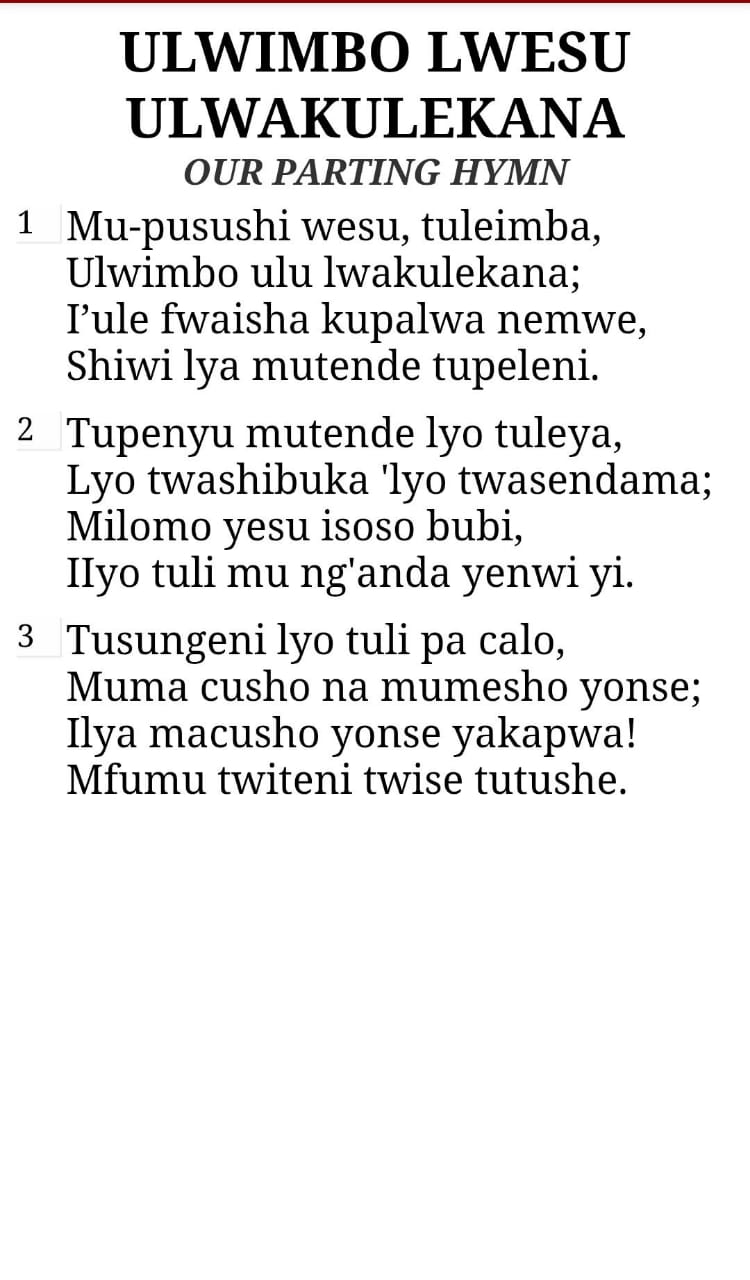 ULWIMBO LWESU
ULWAKULEKANA
OUR PARTING HYMN
1 Mu-pusushi wesu, tuleimba,
Ulwimbo ulu lwakulekana;
I’ule fwaisha kupalwa nemwe,
Shiwi lya mutende tupeleni.
2 Tupenyu mutende lyo tuleya,
Lyo twashibuka 'lyo twasendama;
Milomo yesu isoso bubi,
IIyo tuli mu ng'anda yenwi yi.
3 Tusungeni lyo tuli pa calo,
Muma cusho na mumesho yonse;
Ilya macusho yonse yakapwa!
Mfumu twiteni twise tutushe.